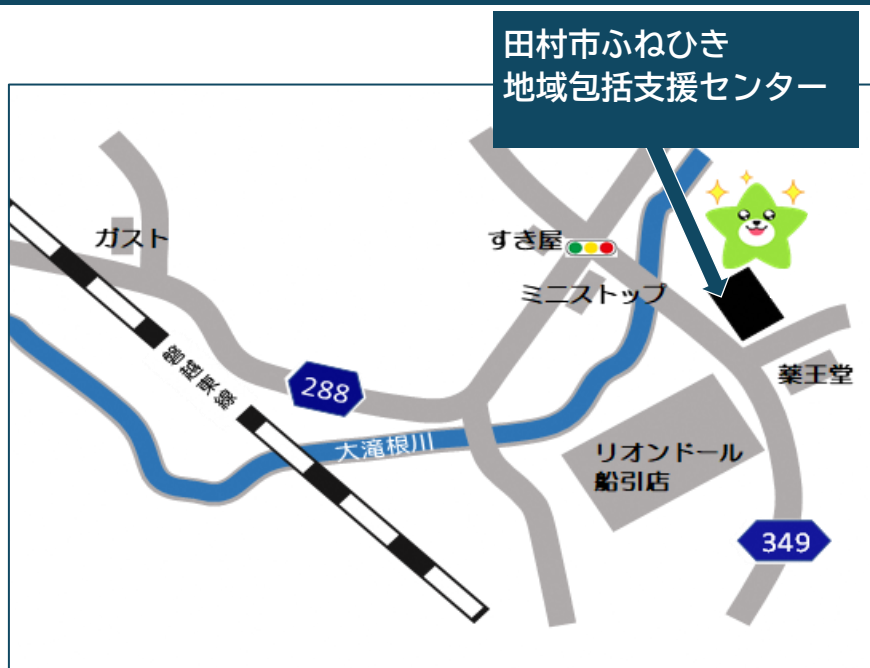 田村市ふねひき
地域包括支援センター
ガスト
すき屋
ミニストップ
磐越東線
288
薬王堂
大滝根川
リオンドール
船引店
349